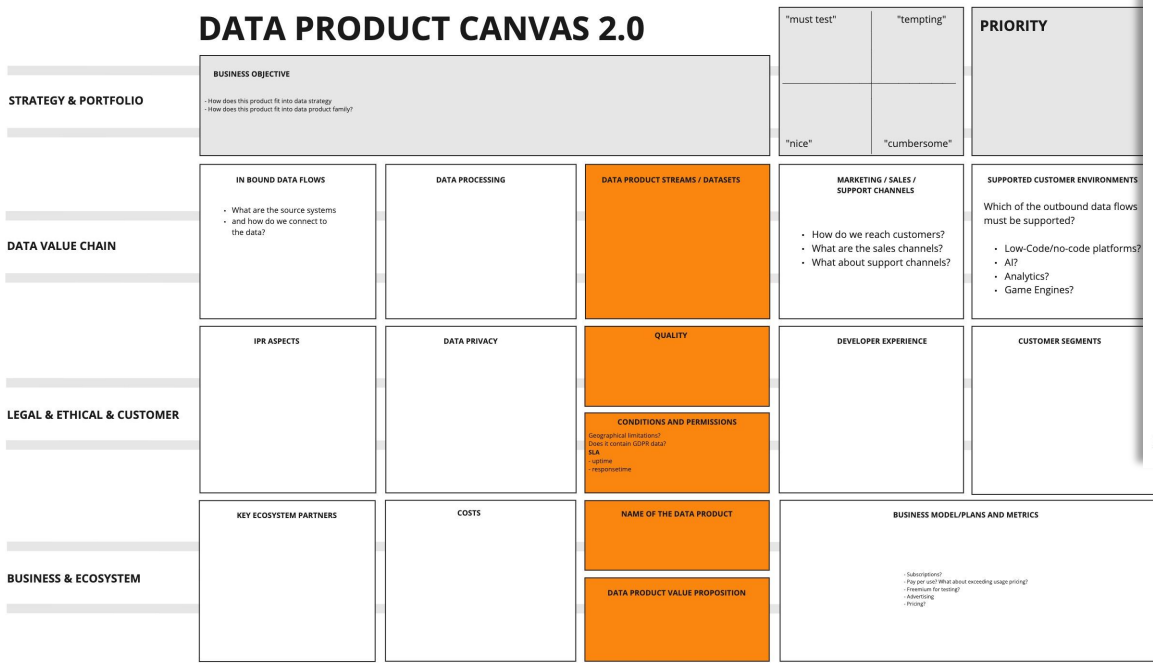 DATA PRODUCT CANVAS 2.0
"must test"
"tempting"
"nice"
"cumbersome"
PRIORITY
STRATEGY & PORTFOLIO
BUSINESS OBJECTIVE
- How does this product fit into data strategy
- How does this product fit into data product family?
DATA VALUE CHAIN
IN BOUND DATA FLOWS
• What are the source systems
• and how do we connect to
the data?
DATA PROCESSING
DATA PRODUCT STREAMS / DATASETS
MARKETING / SALES /
SUPPORT CHANNELS
• How do we reach customers?
• What are the sales channels?
• What about support channels?
SUPPORTED CUSTOMER ENVIRONMENTS
Which of the outbound data flows
must be supported?
• Low-Code/no-code platforms?
• AI?
• Analytics?
• Game Engines?
LEGAL & ETHICAL & CUSTOMER
IPR ASPECTS
DATA PRIVACY
QUALITY
CONDITIONS AND PERMISSIONS
Geographical limitations?
Does it contain GDPR data?
SLA
- uptime
- responsetime
DEVELOPER EXPERIENCE
CUSTOMER SEGMENTS
BUSINESS & ECOSYSTEM
KEY ECOSYSTEM PARTNERS
COSTS
NAME OF THE DATA PRODUCT
DATA PRODUCT VALUE PROPOSITION
BUSINESS MODEL/PLANS AND METRICS
- Subscriptions?
- Pay per use? What about exceeding usage pricing?
- Freemium for testing?
- Advertising
- Pricing?